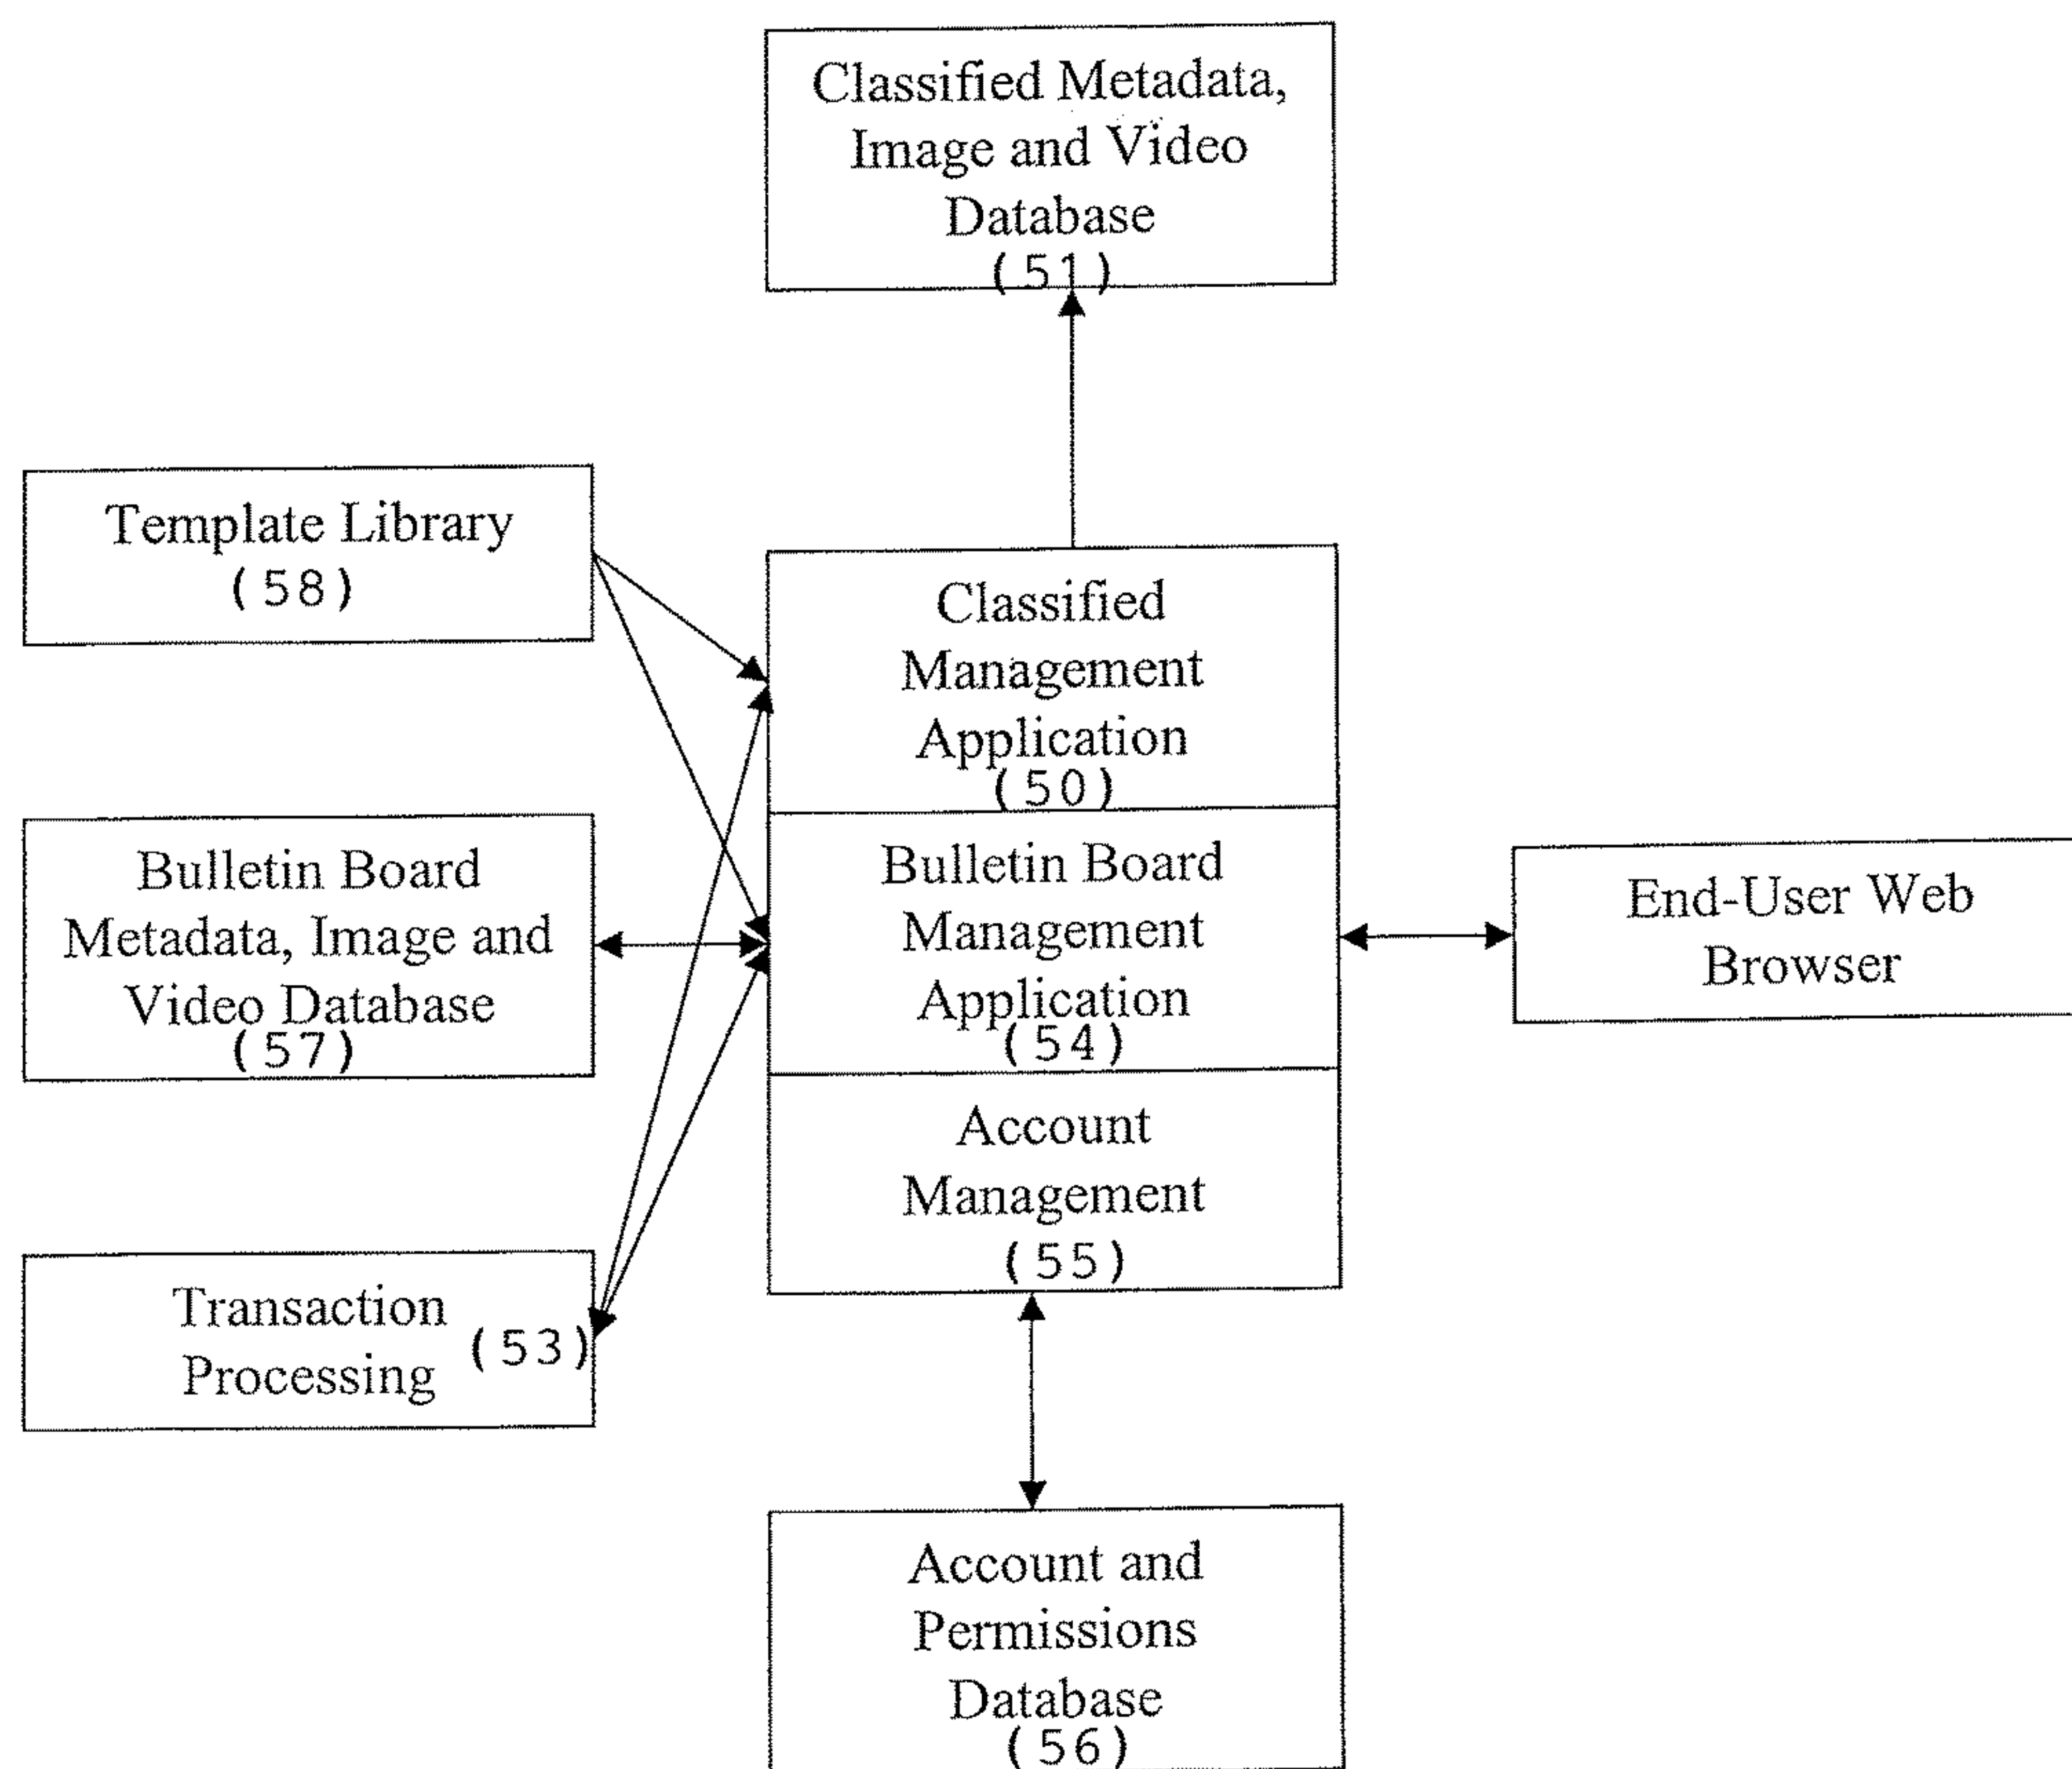 Classified Metadata,
Image and Video
Database
(51)
Template Library
(58)
Classified
Management
Application
(50)
Bulletin Board
Metadata, Image and
Video Database
(57)
Bulletin Board
Management
Application
(54)
End-User Web
Browser
Account
Management
(55)
Transaction
Processing
(53)
Account and
Permissions
Database
(56)